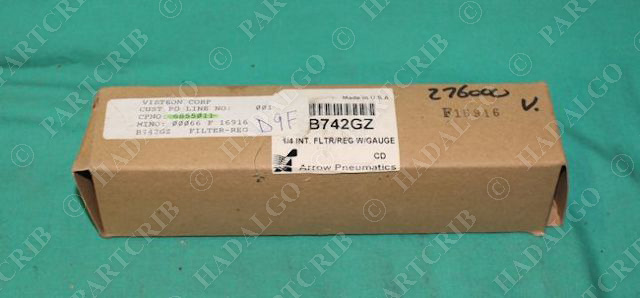 VISTEON CORP
CUST PO LINE NO: 001
CPNO: 6655011
MINO: 00066 F 16916
B742GZ FILTER-REG
D9F
Made in U.S.A
B742GZ
1/4 INT. FLTR/REG W/GAUGE
CD
Arrow Pneumatics
276000
V.
F16916
PARTCRIB
HADALGO